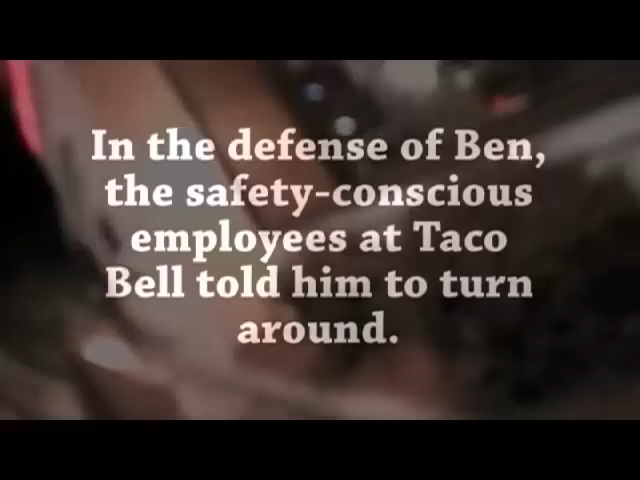 In the defense of Ben,
the safety-conscious
employees at Taco
Bell told him to turn
around.